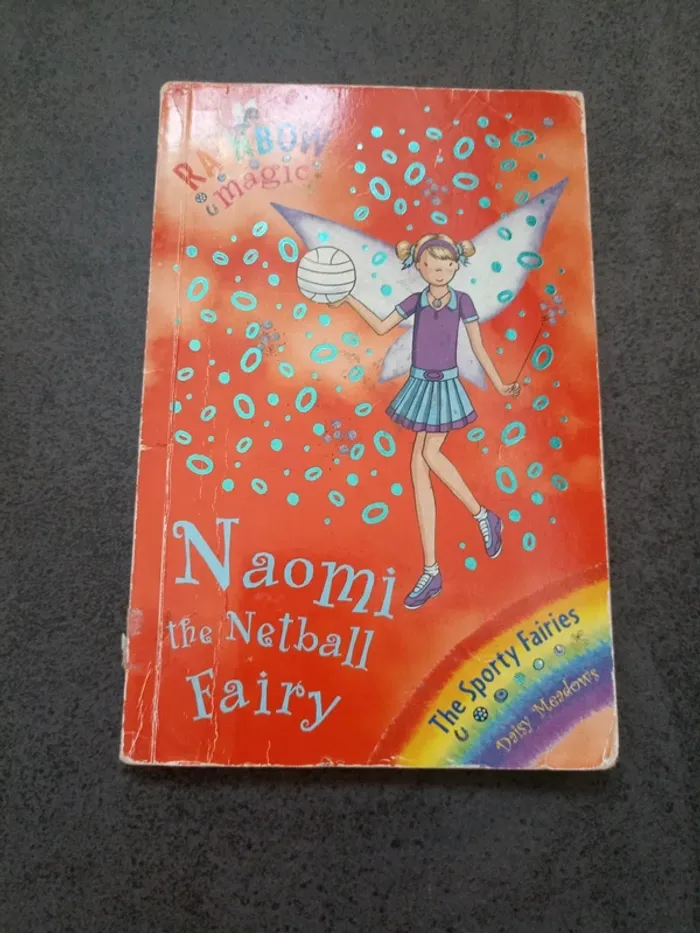 RAINBOW
magic
Naomi
the Netball
Fairy
The Sporty Fairies
Daisy Meadows